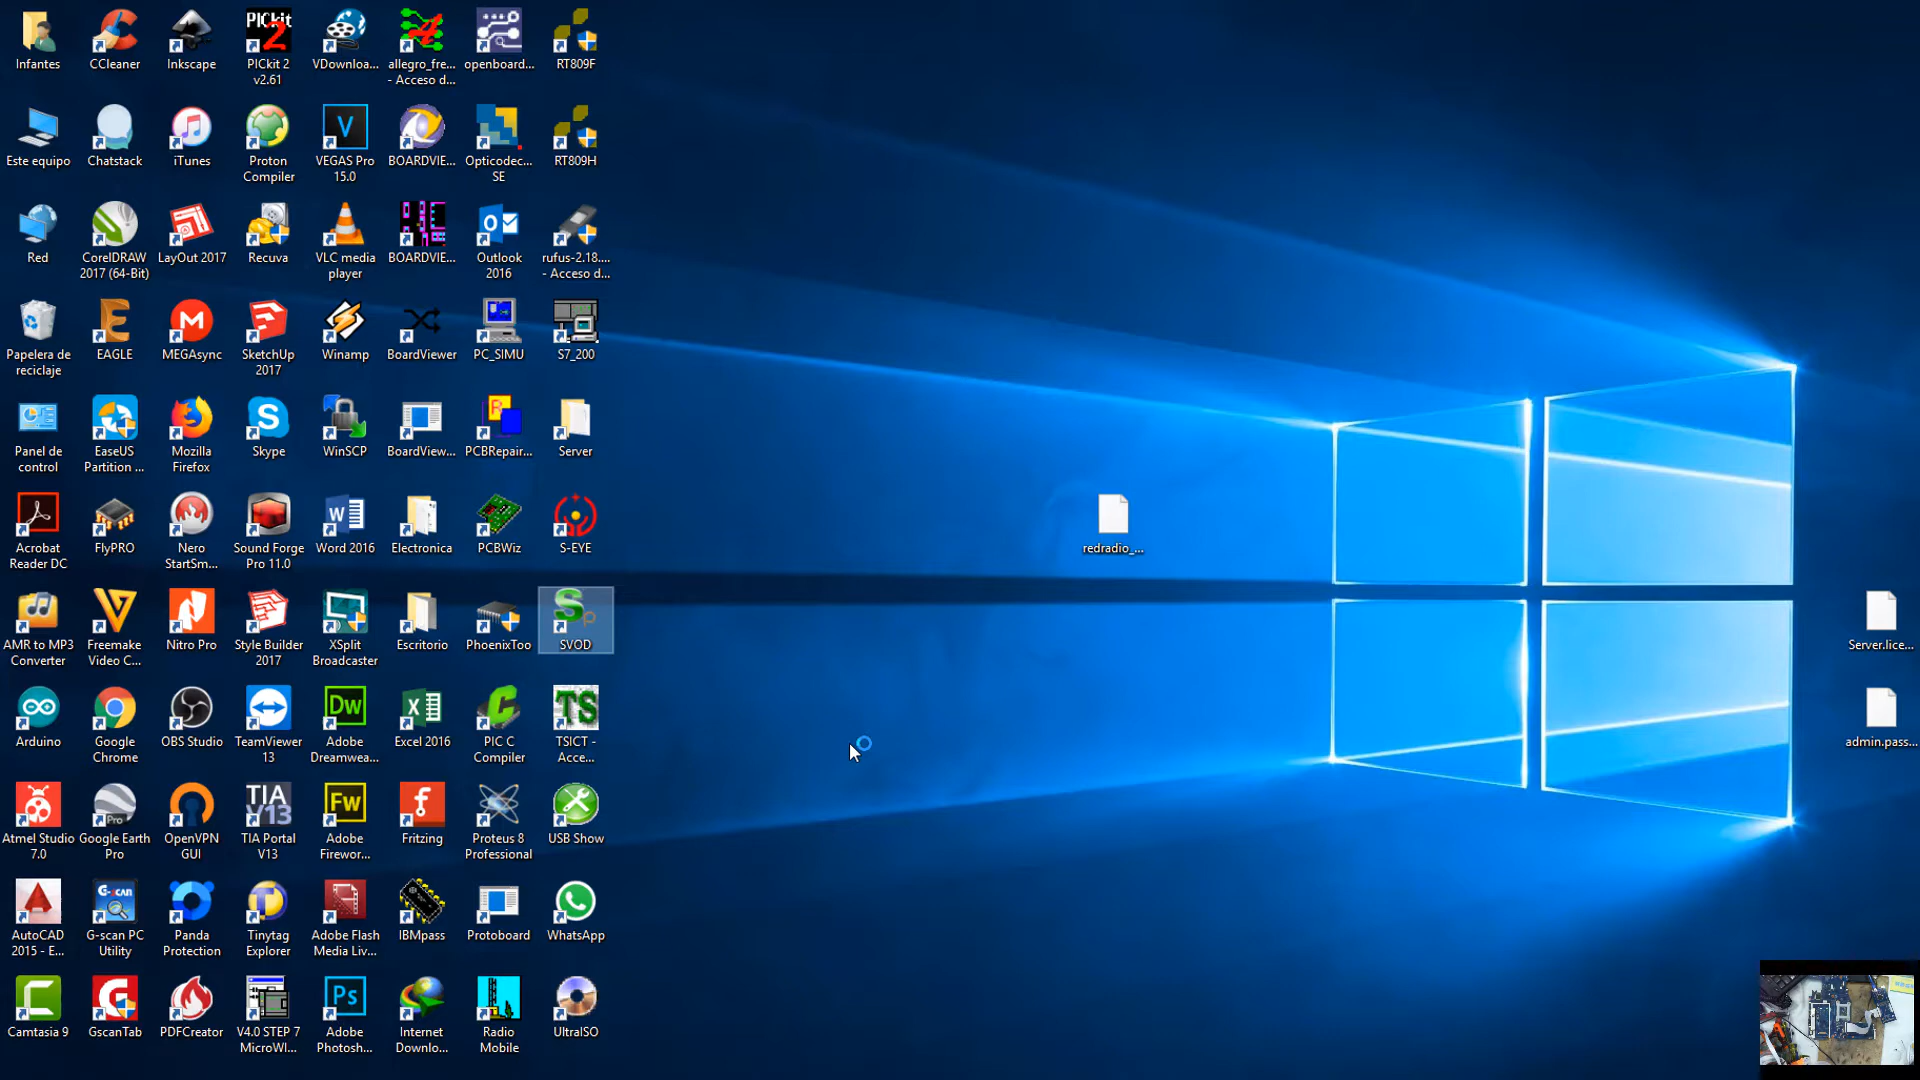 Infantes
CCleaner
Inkscape
PICkit 2
v2.61
VDownloa...
allegro_fre...
- Acceso d...
openboard...
RT809F
Este equipo
Chatstack
iTunes
Proton
Compiler
VEGAS Pro
15.0
BOARDVIE...
Opticodec...
SE
RT809H
Red
CorelDRAW
2017 (64-Bit)
LayOut 2017
Recuva
VLC media
player
BOARDVIE...
Outlook
2016
rufus-2.18....
- Acceso d...
Papelera de
reciclaje
EAGLE
MEGAsync
SketchUp
2017
Winamp
BoardViewer
PC_SIMU
S7_200
Panel de
control
EaseUS
Partition ...
Mozilla
Firefox
Skype
WinSCP
BoardView...
PCBRepair...
Server
Acrobat
Reader DC
FlyPRO
Nero
StartSm...
Sound Forge
Pro 11.0
Word 2016
Electronica
PCBWiz
S-EYE
redradio_...
AMR to MP3
Converter
Freemake
Video C...
Nitro Pro
Style Builder
2017
XSplit
Broadcaster
Escritorio
PhoenixToo
SVOD
Server.lice...
Arduino
Google
Chrome
OBS Studio
TeamViewer
13
Adobe
Dreamwea...
Excel 2016
PIC C
Compiler
TSICT -
Acce...
admin.pass...
Atmel Studio
7.0
Google Earth
Pro
OpenVPN
GUI
TIA Portal
V13
Adobe
Firewor...
Fritzing
Proteus 8
Professional
USB Show
AutoCAD
2015 - E...
G-scan PC
Utility
Panda
Protection
Tinytag
Explorer
Adobe Flash
Media Liv...
IBMpass
Protoboard
WhatsApp
Camtasia 9
GscanTab
PDFCreator
V4.0 STEP 7
MicroWI...
Adobe
Photosh...
Internet
Downlo...
Radio
Mobile
UltraISO